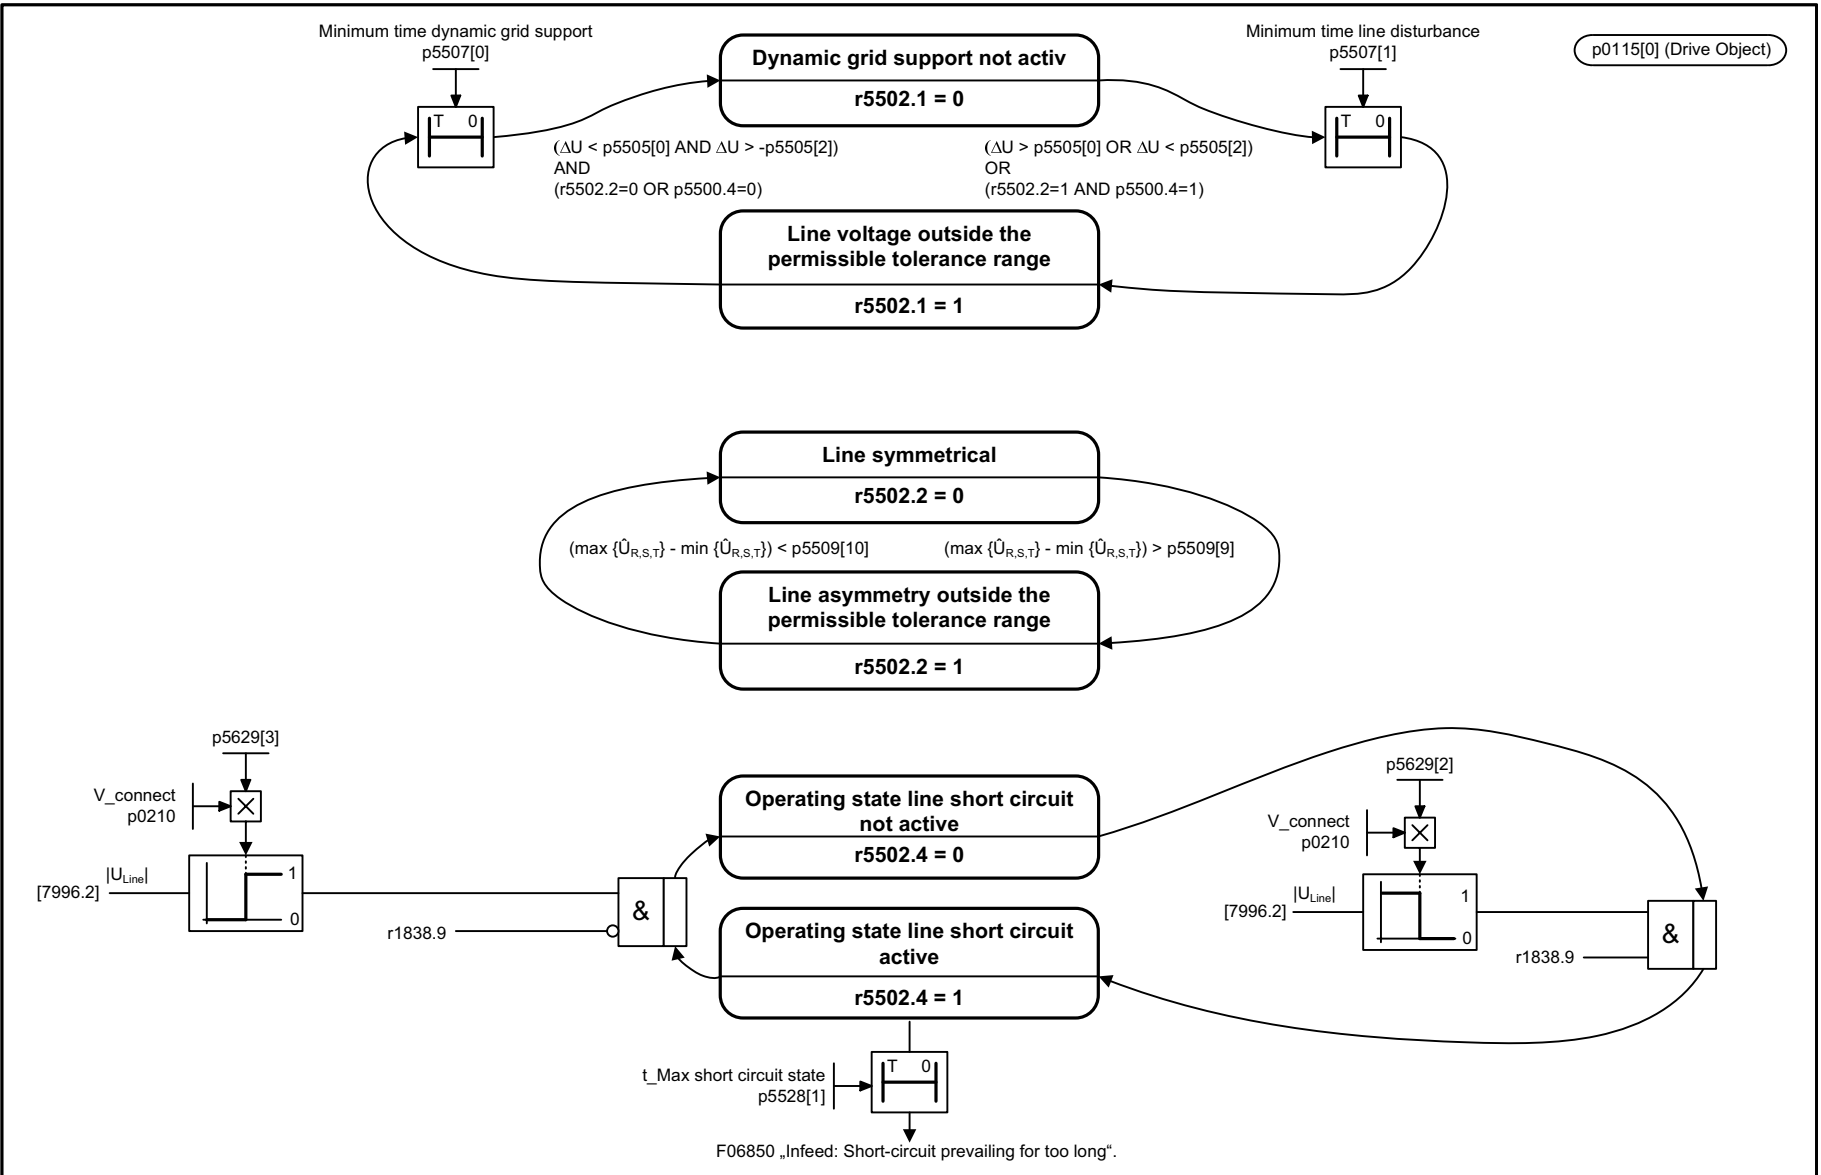 Minimum time dynamic grid support
p5507[0]
Minimum time line disturbance
p5507[1]
p0115[0] (Drive Object)
Dynamic grid support not activ
r5502.1 = 0
T 0
T 0
(ΔU < p5505[0] AND ΔU > -p5505[2])
AND
(r5502.2=0 OR p5500.4=0)
(ΔU > p5505[0] OR ΔU < p5505[2])
OR
(r5502.2=1 AND p5500.4=1)
Line voltage outside the
permissible tolerance range
r5502.1 = 1
Line symmetrical
r5502.2 = 0
(max {ÛR,S,T} - min {ÛR,S,T}) < p5509[10]
(max {ÛR,S,T} - min {ÛR,S,T}) > p5509[9]
Line asymmetry outside the
permissible tolerance range
r5502.2 = 1
p5629[3]
V_connect
p0210
[7996.2]
|ULine|
1
0
r1838.9
&
Operating state line short circuit
not active
r5502.4 = 0
Operating state line short circuit
active
r5502.4 = 1
p5629[2]
V_connect
p0210
[7996.2]
|ULine|
1
0
r1838.9
&
t_Max short circuit state
p5528[1]
T 0
F06850 „Infeed: Short-circuit prevailing for too long“.